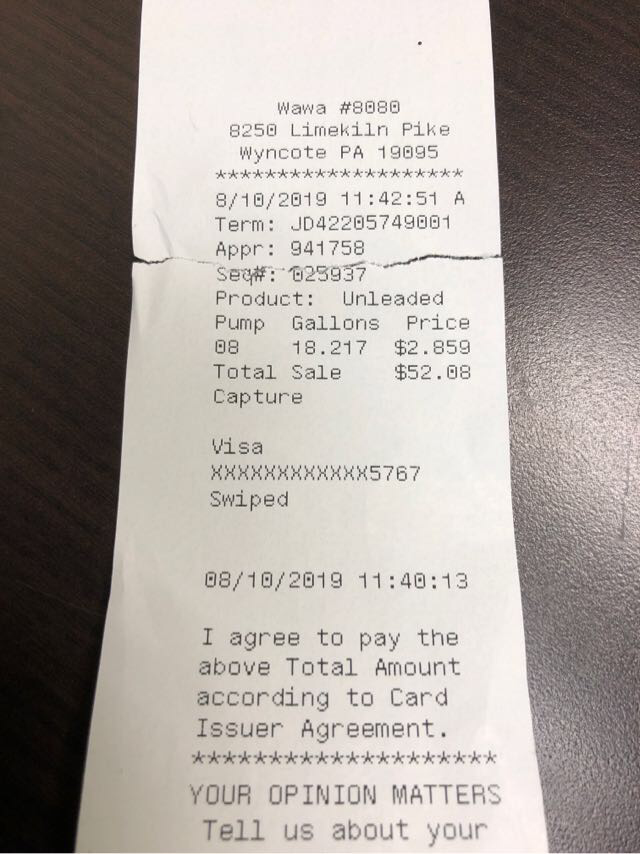 Wawa #8080
8250 Limekiln Pike
Wyncote PA 19095
********************
8/10/2019 11:42:51 A
Term: JD42205749001
Appr: 941758
Seq#: 025937
Product: Unleaded
Pump Gallons Price
08 18.217 $2.859
Total Sale $52.08
Capture
Visa
XXXXXXXXXXXX5767
Swiped
08/10/2019 11:40:13
I agree to pay the
above Total Amount
according to Card
Issuer Agreement.
********************
YOUR OPINION MATTERS
Tell us about your